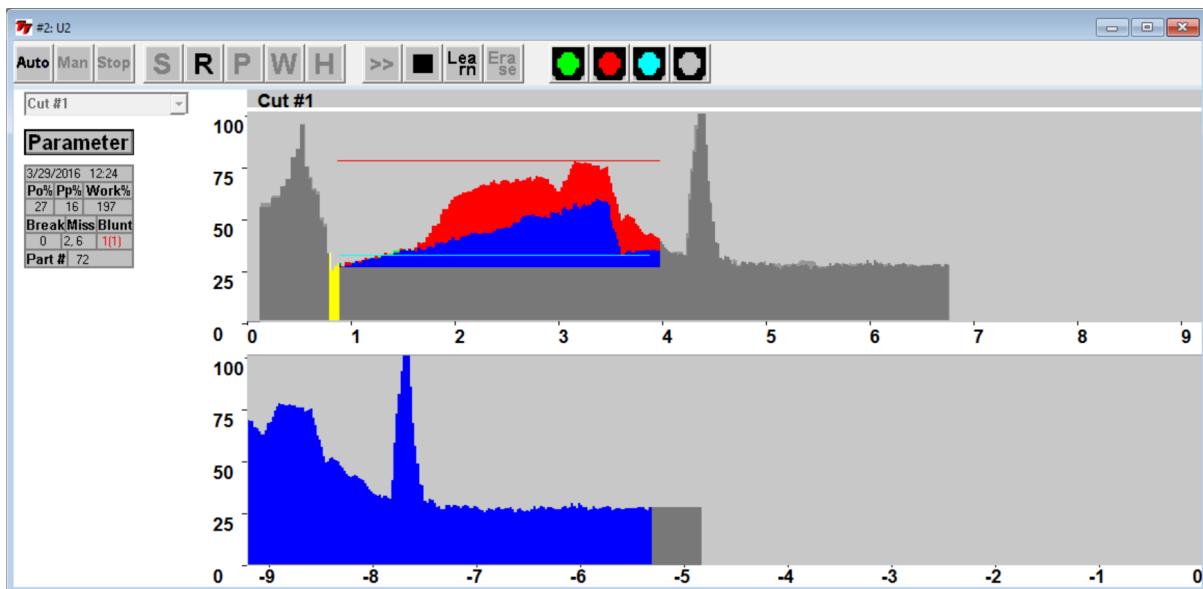 #2: U2
Auto Man Stop S R P W H >> Lea rn Era se
Cut #1
Cut #1
Parameter
3/29/2016 12:24
Po% Pp% Work%
27 16 197
Break Miss Blunt
0 2, 6 1(1)
Part # 72
100
75
50
25
0
0 1 2 3 4 5 6 7 8 9
100
75
50
25
0
-9 -8 -7 -6 -5 -4 -3 -2 -1 0